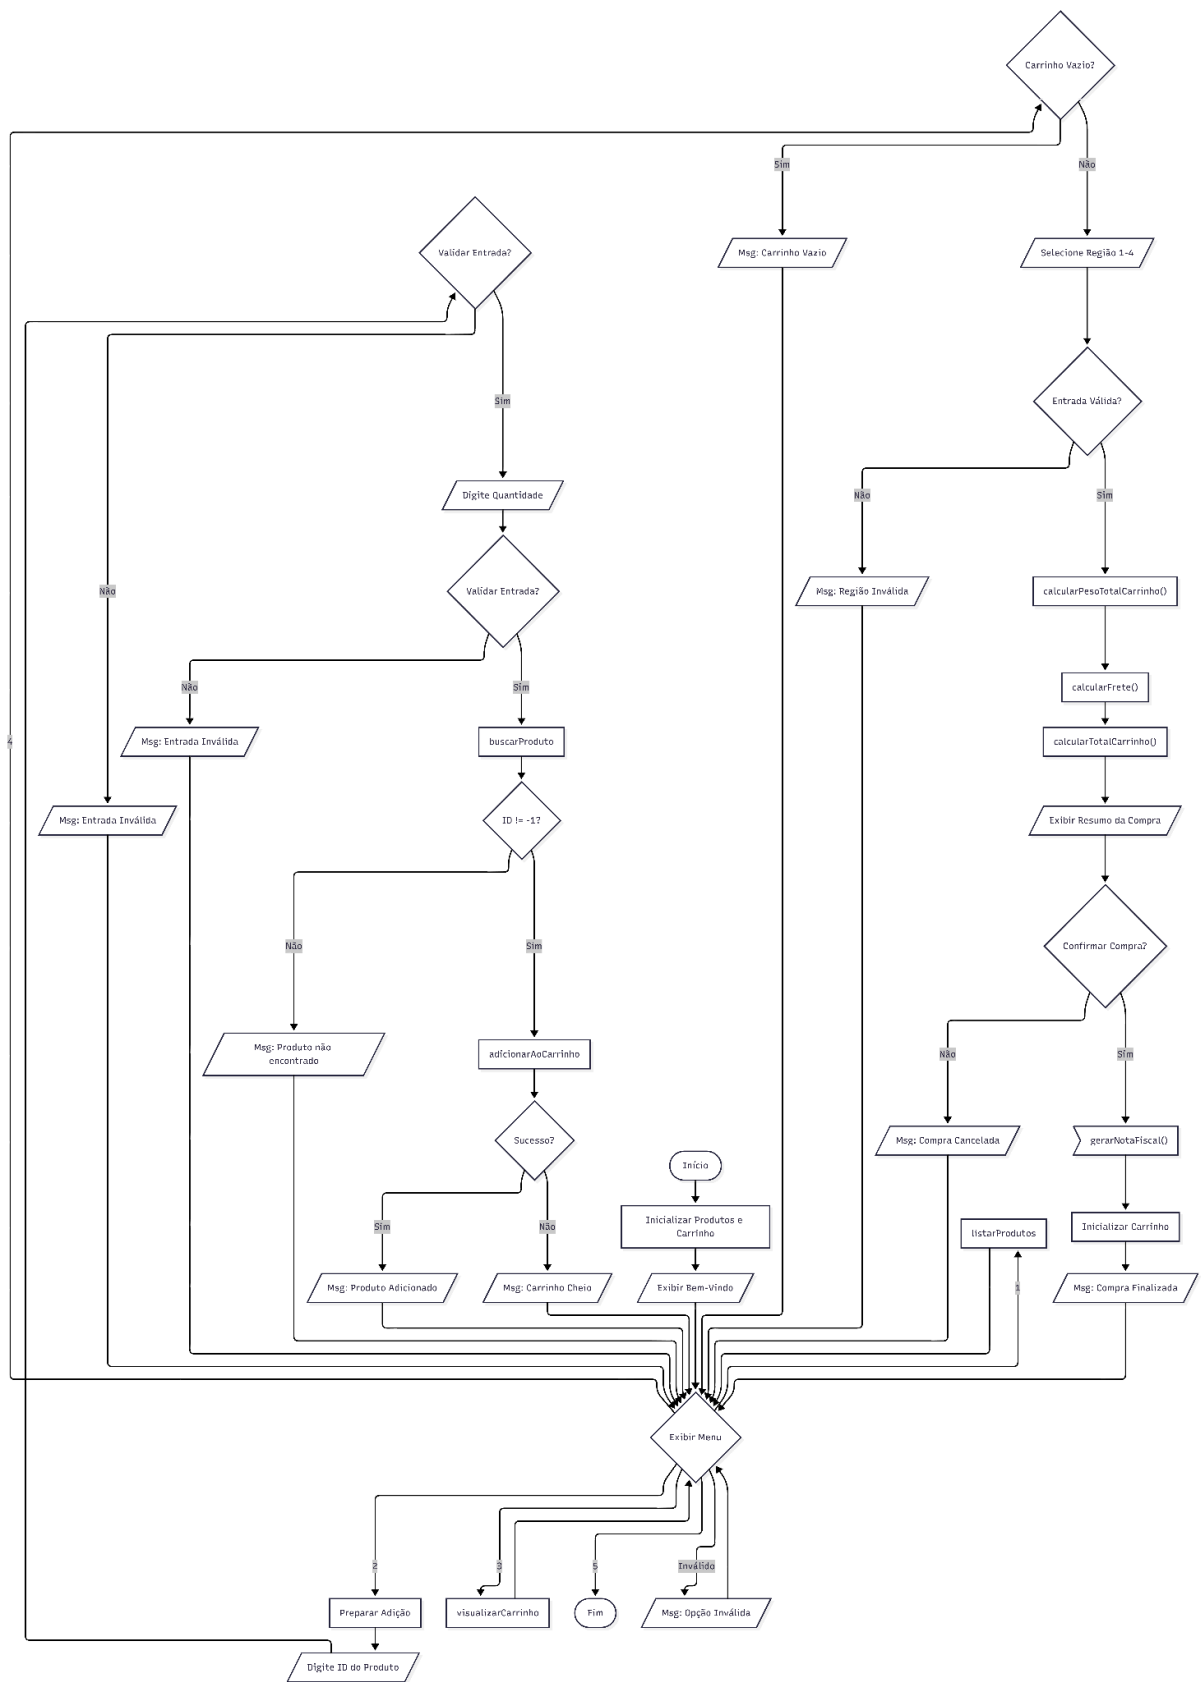 Carrinho Vazio?
Sim
Não
Validar Entrada?
Msg: Carrinho Vazio
Selecione Região 1-4
Sim
Entrada Válida?
Digite Quantidade
Não
Sim
Não
Validar Entrada?
Msg: Região Inválida
calcularPesoTotalCarrinho()
Não
Sim
calcularFrete()
4
Msg: Entrada Inválida
buscarProduto
calcularTotalCarrinho()
Msg: Entrada Inválida
ID != -1?
Exibir Resumo da Compra
Não
Sim
Confirmar Compra?
Msg: Produto não
encontrado
adicionarAoCarrinho
Não
Sim
Sucesso?
Msg: Compra Cancelada
gerarNotaFiscal()
Início
Sim
Não
Inicializar Produtos e
Carrinho
listarProdutos
Inicializar Carrinho
Msg: Produto Adicionado
Msg: Carrinho Cheio
Exibir Bem-Vindo
1
Msg: Compra Finalizada
Exibir Menu
2
3
5
Inválido
Preparar Adição
visualizarCarrinho
Fim
Msg: Opção Inválida
Digite ID do Produto